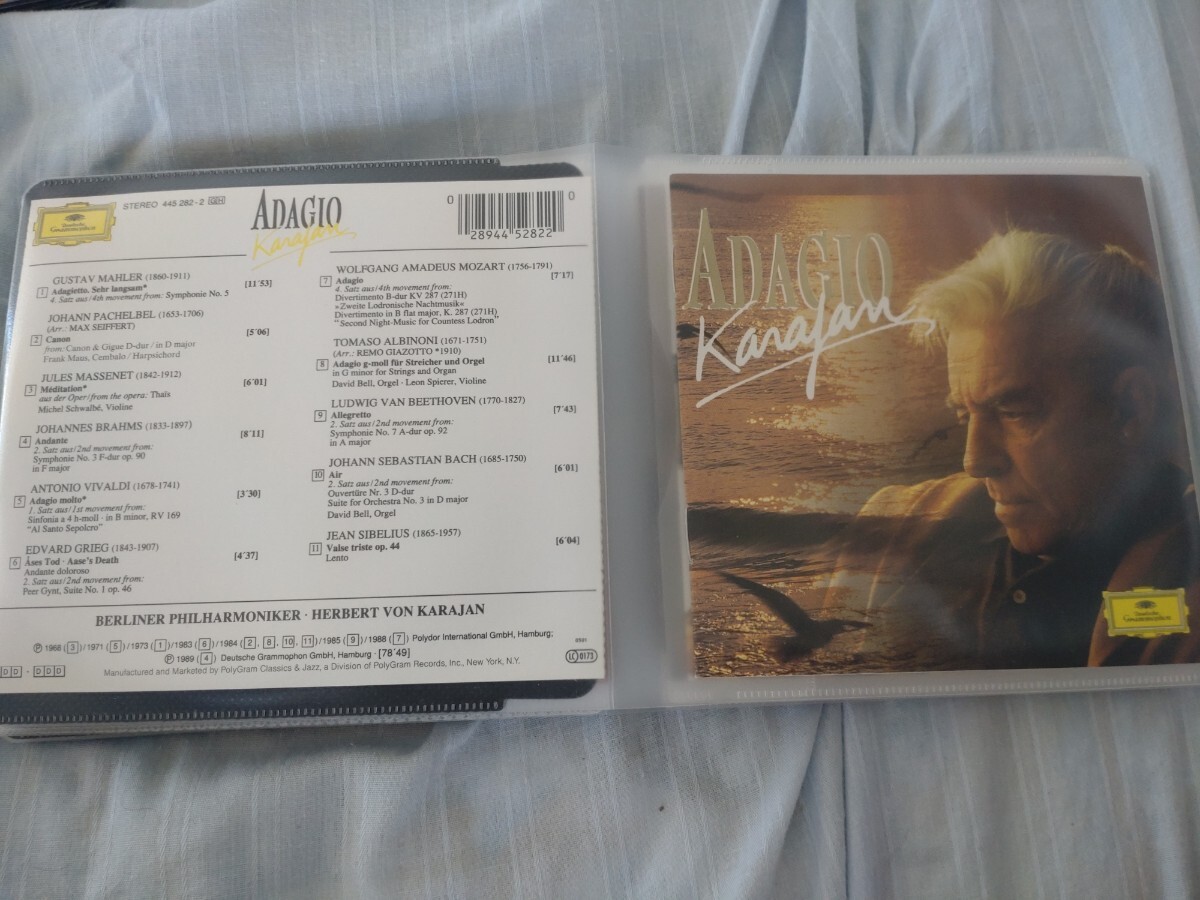 Deutsche
Grammophon
STEREO 445 282-2 GH
ADAGIO
Karajan
0 28944 52822 0
GUSTAV MAHLER (1860-1911)
1 Adagietto. Sehr langsam* [11'53]
4. Satz aus/4th movement from: Symphonie No. 5
JOHANN PACHELBEL (1653-1706)
(Arr.: MAX SEIFFERT)
2 Canon [5'06]
from: Canon & Gigue D-dur / in D major
Frank Maus, Cembalo / Harpsichord
JULES MASSENET (1842-1912)
3 Méditation* [6'01]
aus der Oper/from the opera: Thaïs
Michel Schwalbé, Violine
JOHANNES BRAHMS (1833-1897)
4 Andante [8'11]
2. Satz aus/2nd movement from:
Symphonie No. 3 F-dur op. 90
in F major
ANTONIO VIVALDI (1678-1741)
5 Adagio molto* [3'30]
1. Satz aus/1st movement from:
Sinfonia a 4 h-moll · in B minor, RV 169
"Al Santo Sepolcro"
EDVARD GRIEG (1843-1907)
6 Åses Tod · Aase's Death [4'37]
Andante doloroso
2. Satz aus/2nd movement from:
Peer Gynt, Suite No. 1 op. 46
WOLFGANG AMADEUS MOZART (1756-1791)
7 Adagio [7'17]
4. Satz aus/4th movement from:
Divertimento B-dur KV 287 (271H)
»Zweite Lodronische Nachtmusik«
Divertimento in B flat major, K. 287 (271H)
"Second Night-Music for Countess Lodron"
TOMASO ALBINONI (1671-1751)
(Arr.: REMO GIAZOTTO *1910)
8 Adagio g-moll für Streicher und Orgel [11'46]
in G minor for Strings and Organ
David Bell, Orgel · Leon Spierer, Violine
LUDWIG VAN BEETHOVEN (1770-1827)
9 Allegretto [7'43]
2. Satz aus/2nd movement from:
Symphonie No. 7 A-dur op. 92
in A major
JOHANN SEBASTIAN BACH (1685-1750)
10 Air [6'01]
2. Satz aus/2nd movement from:
Ouvertüre Nr. 3 D-dur
Suite for Orchestra No. 3 in D major
David Bell, Orgel
JEAN SIBELIUS (1865-1957)
11 Valse triste op. 44 [6'04]
Lento
BERLINER PHILHARMONIKER · HERBERT VON KARAJAN
℗ 1968 (3)/1971 (5)/1973 (1)/1983 (6)/1984 (2, 8, 10, 11)/1985 (9)/1988 (7) Polydor International GmbH, Hamburg;
℗ 1989 (4) Deutsche Grammophon GmbH, Hamburg · [78'49]
Manufactured and Marketed by PolyGram Classics & Jazz, a Division of PolyGram Records, Inc., New York, N.Y.
LC 0173
DD - DDD
ADAGIO
Karajan
Deutsche
Grammophon